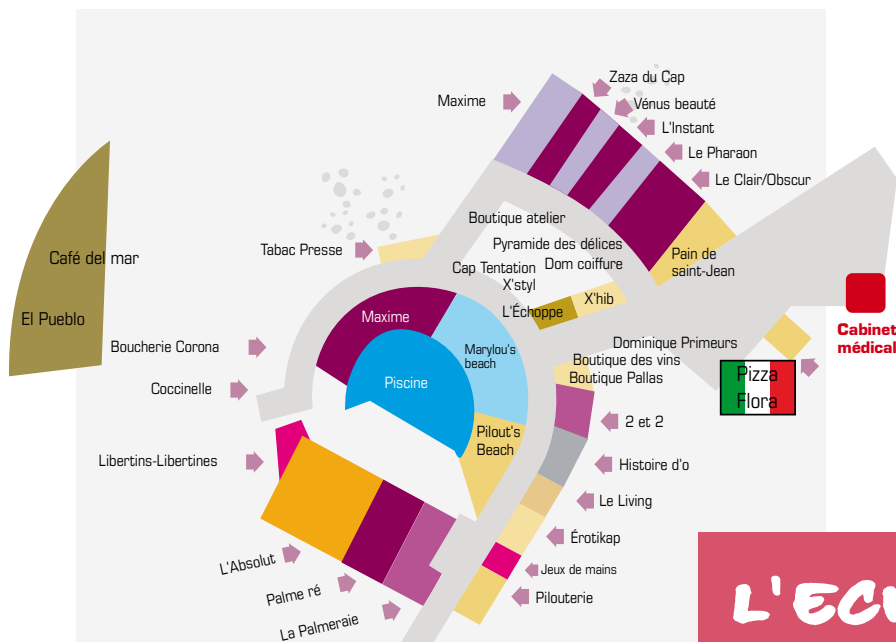 Zaza du Cap
Maxime
Vénus beauté
L'Instant
Le Pharaon
Le Clair/Obscur
Boutique atelier
Tabac Presse
Pyramide des délices
Pain de
saint-Jean
Café del mar
Cap Tentation
Dom coiffure
X'styl
X'hib
L'Échoppe
El Pueblo
Maxime
Cabinet
médical
Boucherie Corona
Marylou's
beach
Dominique Primeurs
Boutique des vins
Boutique Pallas
Pizza
Flora
Coccinelle
Piscine
2 et 2
Pilout's
Beach
Libertins-Libertines
Histoire d'o
Le Living
Érotikap
L'Absolut
Jeux de mains
Palme ré
Pilouterie
La Palmeraie